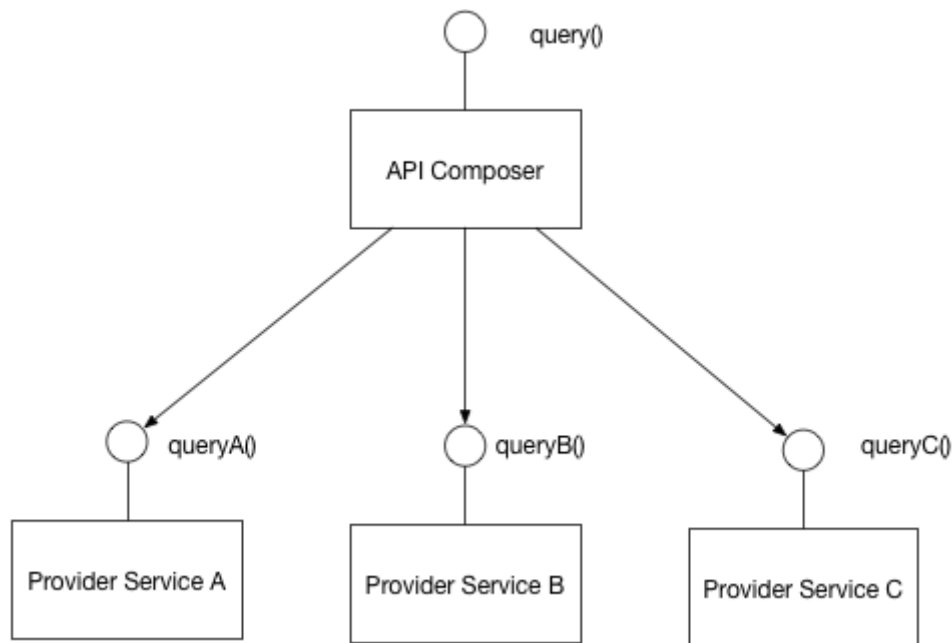 query()
API Composer
queryA()
queryB()
queryC()
Provider Service A
Provider Service B
Provider Service C